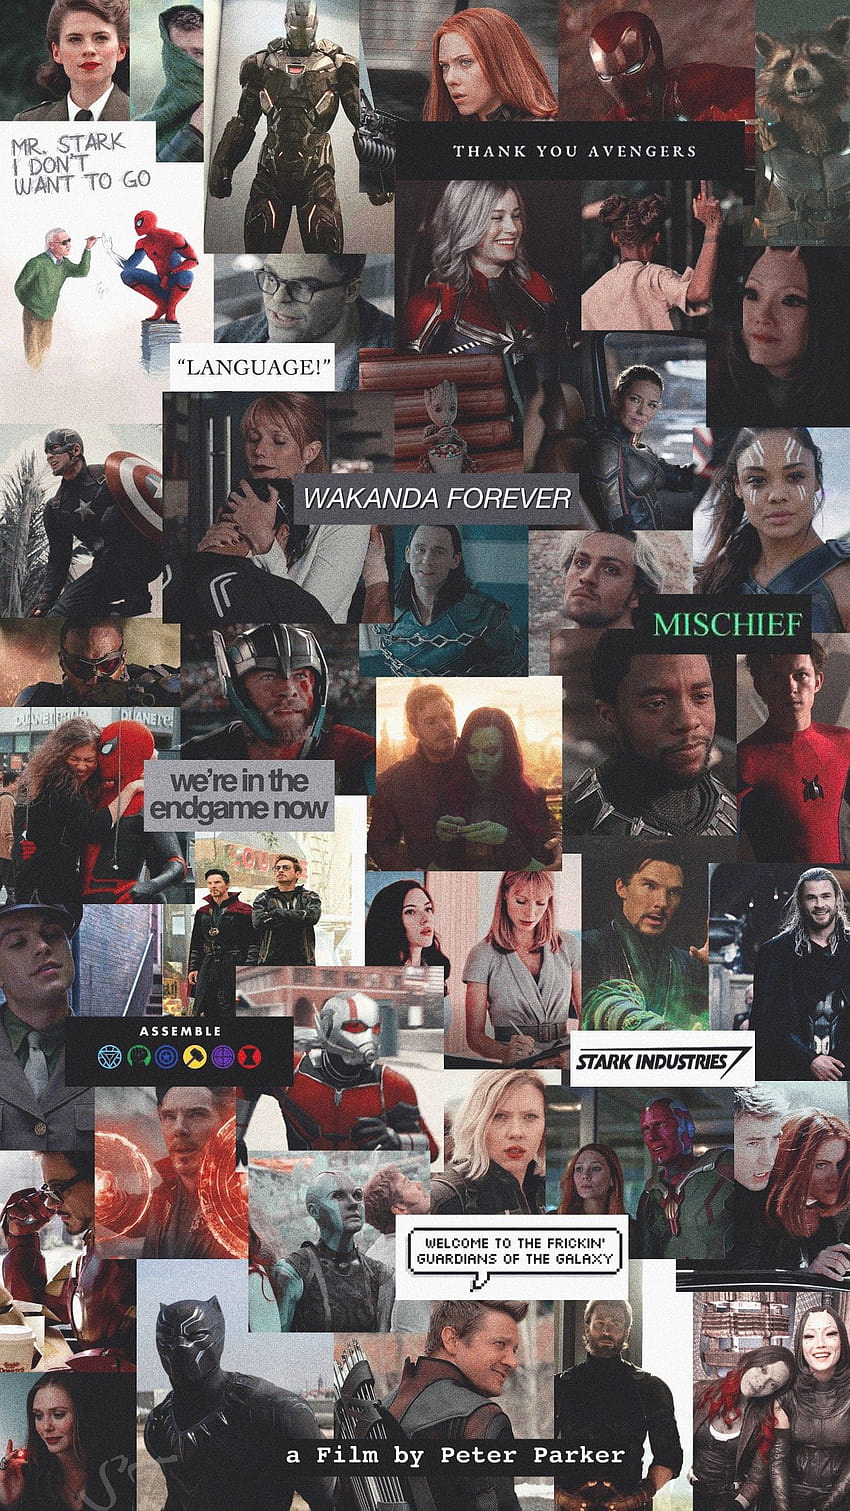 THANK YOU AVENGERS
MR. STARK
I DON'T
WANT TO GO
“LANGUAGE!”
WAKANDA FOREVER
MISCHIEF
we're in the
endgame now
ASSEMBLE
STARK INDUSTRIES
WELCOME TO THE FRICKIN'
GUARDIANS OF THE GALAXY
a Film by Peter Parker